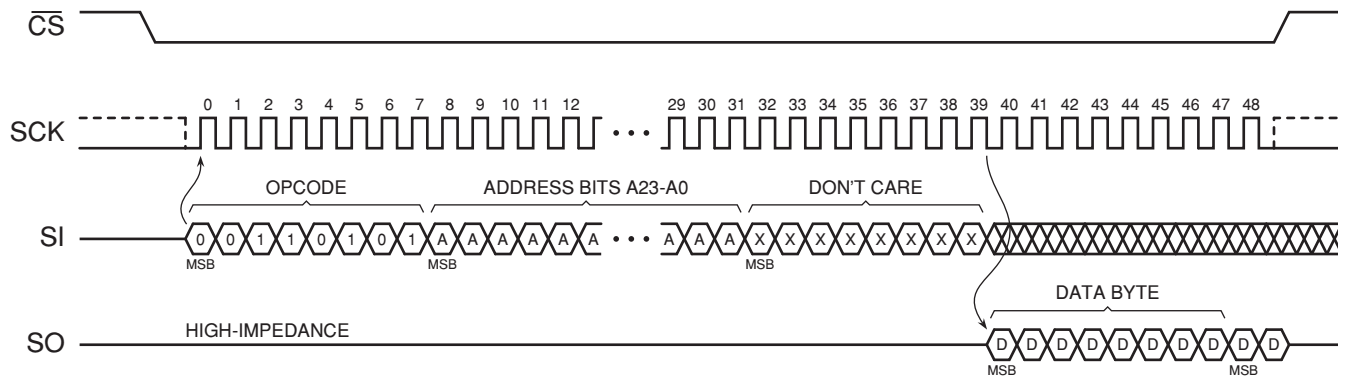 CS
0 1 2 3 4 5 6 7 8 9 10 11 12 29 30 31 32 33 34 35 36 37 38 39 40 41 42 43 44 45 46 47 48
SCK
OPCODE ADDRESS BITS A23-A0 DON'T CARE
SI 0 0 1 1 0 1 0 1 A A A A A A A A A X X X X X X X X
MSB MSB MSB
DATA BYTE
HIGH-IMPEDANCE
SO D D D D D D D D D D
MSB MSB